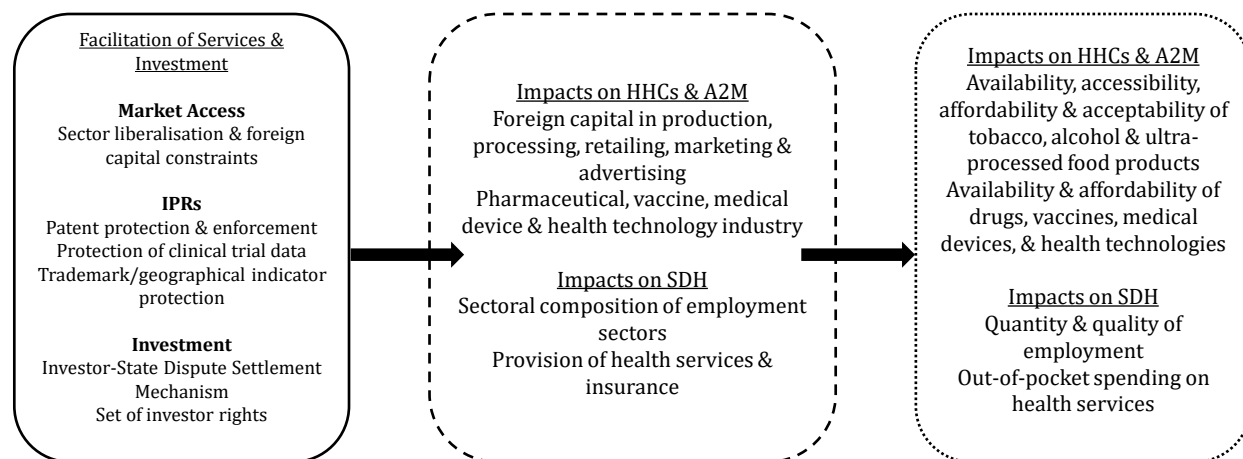 Facilitation of Services &
Investment
Market Access
Sector liberalisation & foreign
capital constraints
IPRs
Patent protection & enforcement
Protection of clinical trial data
Trademark/geographical indicator
protection
Investment
Investor-State Dispute Settlement
Mechanism
Set of investor rights
Impacts on HHCs & A2M
Foreign capital in production,
processing, retailing, marketing &
advertising
Pharmaceutical, vaccine, medical
device & health technology industry
Impacts on SDH
Sectoral composition of employment
sectors
Provision of health services &
insurance
Impacts on HHCs & A2M
Availability, accessibility,
affordability & acceptability of
tobacco, alcohol & ultra-
processed food products
Availability & affordability of
drugs, vaccines, medical
devices, & health technologies
Impacts on SDH
Quantity & quality of
employment
Out-of-pocket spending on
health services